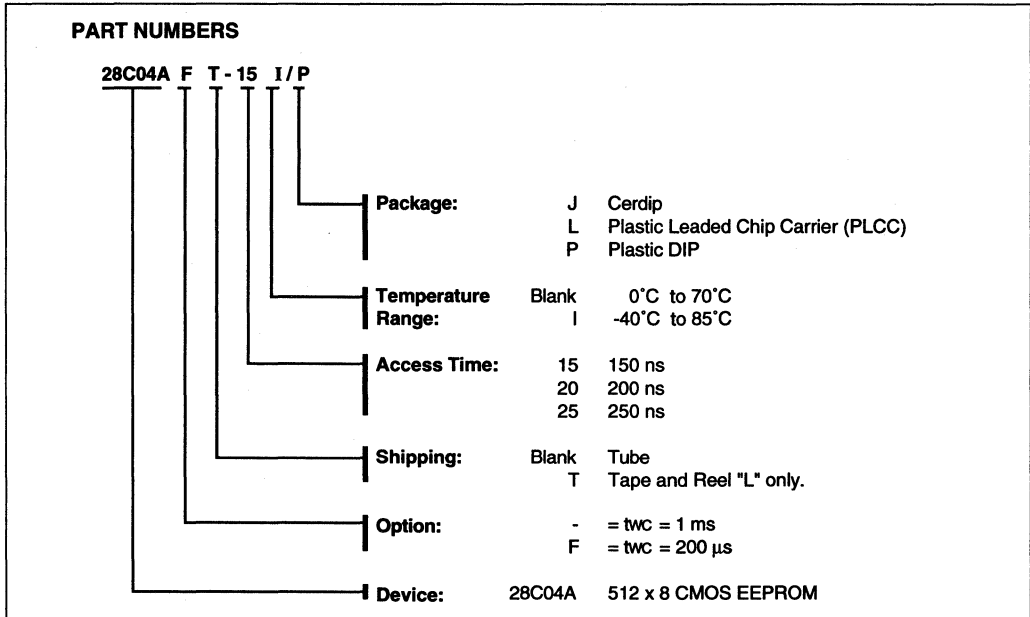 PART NUMBERS
28C04A F T - 15 I / P
Package: J Cerdip
L Plastic Leaded Chip Carrier (PLCC)
P Plastic DIP
Temperature Blank 0˚C to 70˚C
Range: I -40˚C to 85˚C
Access Time: 15 150 ns
20 200 ns
25 250 ns
Shipping: Blank Tube
T Tape and Reel "L" only.
Option: - = twc = 1 ms
F = twc = 200 µs
Device: 28C04A 512 x 8 CMOS EEPROM